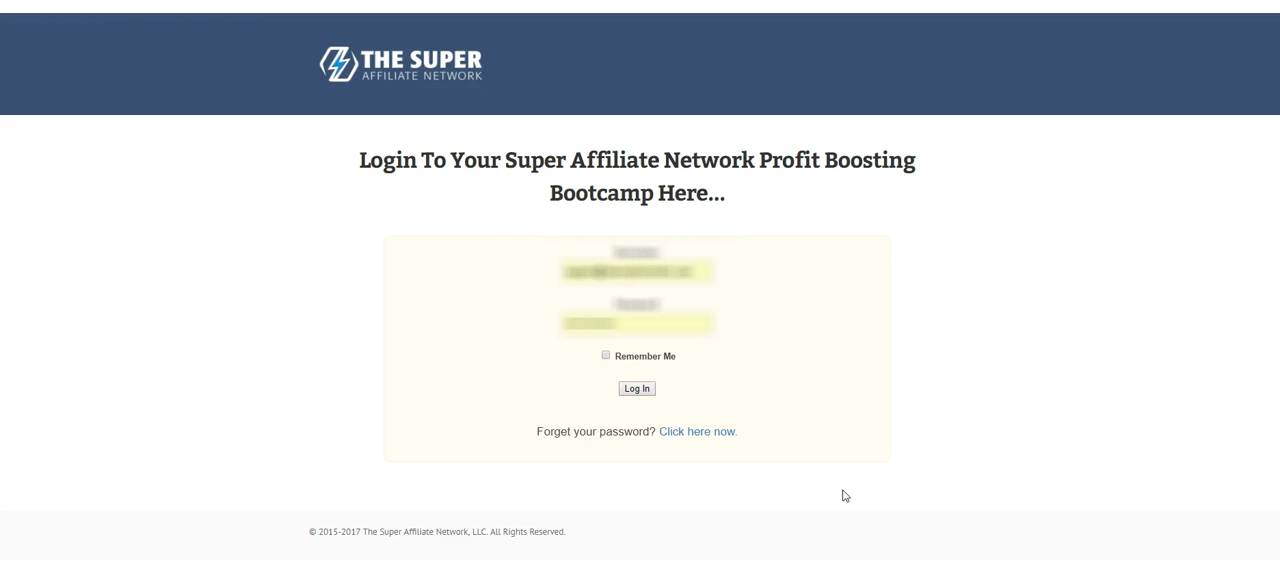 THE SUPER
AFFILIATE NETWORK
Login To Your Super Affiliate Network Profit Boosting
Bootcamp Here...
Remember Me
Log In
Forget your password? Click here now.
© 2015-2017 The Super Affiliate Network, LLC. All Rights Reserved.